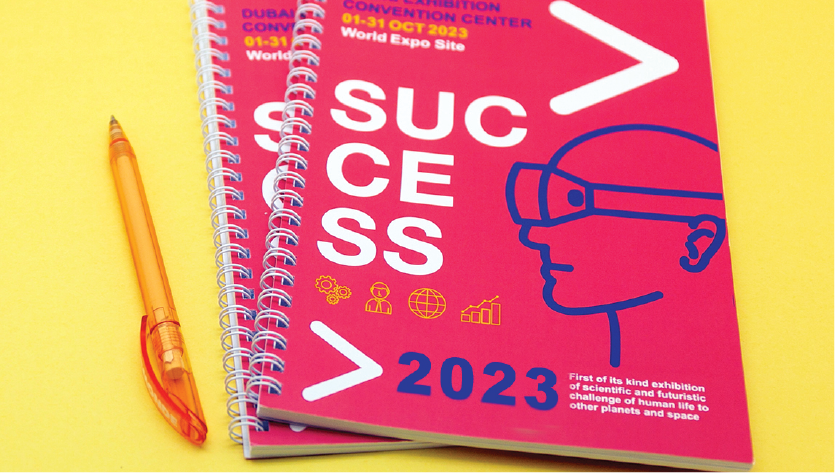 DUBAI
CONV
01-31
World
EXHIBITION
CONVENTION CENTER
01-31 OCT 2023
World Expo Site
S
SUC
CE
SS
2023
First of its kind exhibition
of scientific and futuristic
challenge of human life to
other planets and space